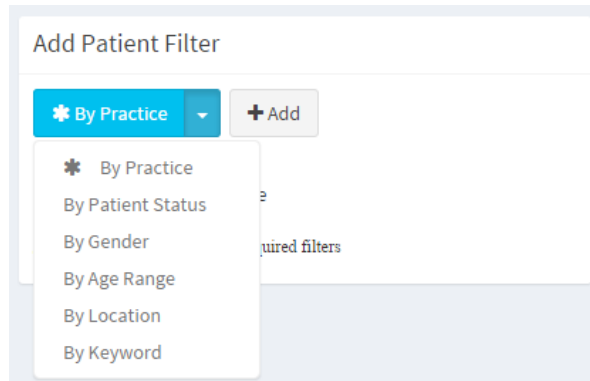 Add Patient Filter
By Practice
Add
By Practice
By Patient Status
By Gender
By Age Range
filters
By Location
By Keyword